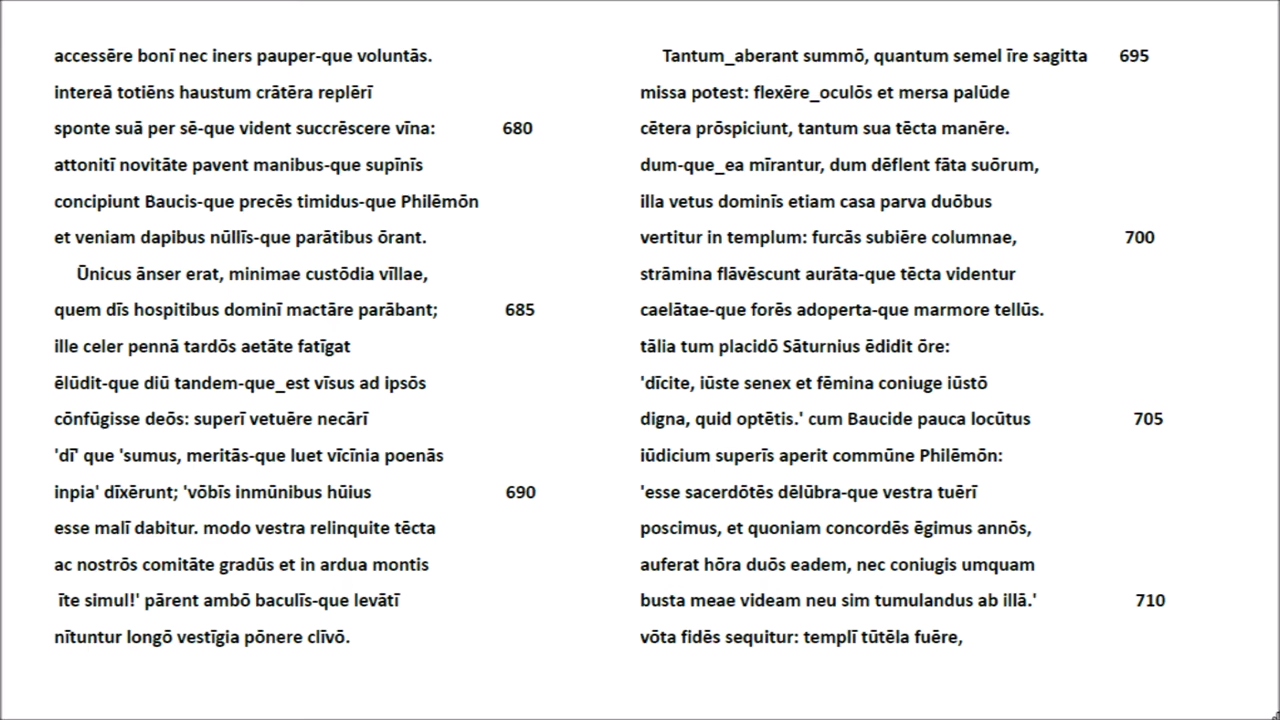 accessēre bonī nec iners pauper-que voluntās.
intereā totiēns haustum crātēra replērī
sponte suā per sē-que vident succrēscere vīna: 680
attonitī novitāte pavent manibus-que supīnīs
concipiunt Baucis-que precēs timidus-que Philēmōn
et veniam dapibus nūllīs-que parātibus ōrant.
Ūnicus ānser erat, minimae custōdia vīllae,
quem dīs hospitibus dominī mactāre parābant; 685
ille celer pennā tardōs aetāte fatīgat
ēlūdit-que diū tandem-que_est vīsus ad ipsōs
cōnfūgisse deōs: superī vetuēre necārī
'dī' que 'sumus, meritās-que luet vīcīnia poenās
inpia' dīxērunt; 'vōbīs inmūnibus hūius 690
esse malī dabitur. modo vestra relinquite tēcta
ac nostrōs comitāte gradūs et in ardua montis
īte simul!' pārent ambō baculīs-que levātī
nītuntur longō vestīgia pōnere clīvō.
Tantum_aberant summō, quantum semel īre sagitta 695
missa potest: flexēre_oculōs et mersa palūde
cētera prōspiciunt, tantum sua tēcta manēre.
dum-que_ea mīrantur, dum dēflent fāta suōrum,
illa vetus dominīs etiam casa parva duōbus
vertitur in templum: furcās subiēre columnae, 700
strāmina flāvēscunt aurāta-que tēcta videntur
caelātae-que forēs adoperta-que marmore tellūs.
tālia tum placidō Sāturnius ēdidit ōre:
'dīcite, iūste senex et fēmina coniuge iūstō
digna, quid optētis.' cum Baucide pauca locūtus 705
iūdicium superīs aperit commūne Philēmōn:
'esse sacerdōtēs dēlūbra-que vestra tuērī
poscimus, et quoniam concordēs ēgimus annōs,
auferat hōra duōs eadem, nec coniugis umquam
busta meae videam neu sim tumulandus ab illā.' 710
vōta fidēs sequitur: templī tūtēla fuēre,